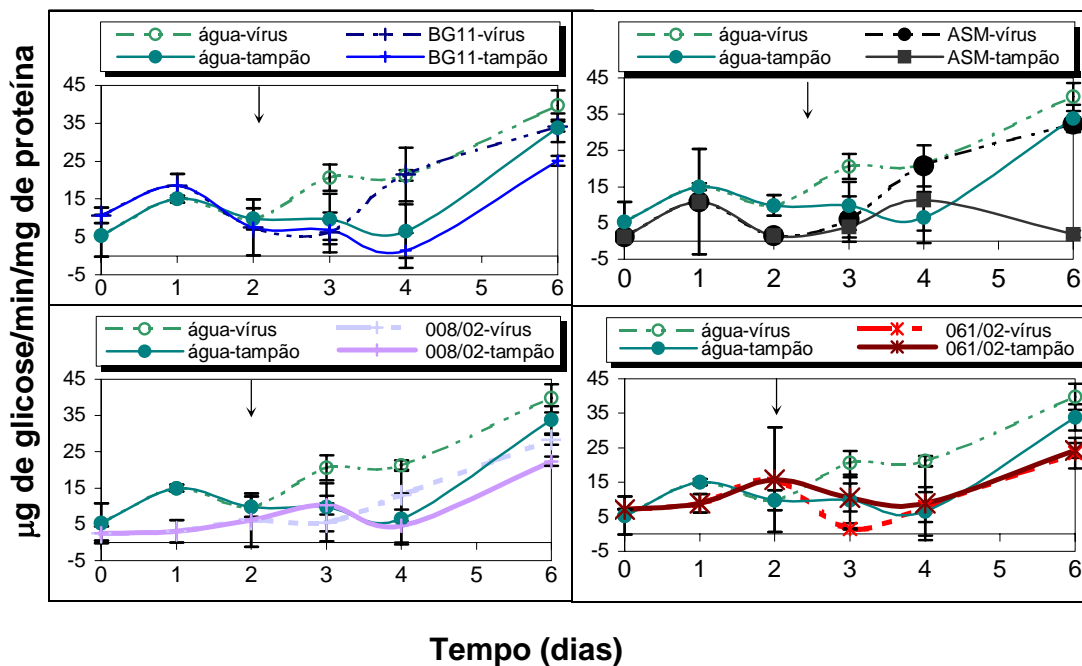 água-vírus BG11-vírus
água-tampão BG11-tampão
45
35
25
15
5
-5
0 1 2 3 4 5 6
água-vírus ASM-vírus
água-tampão ASM-tampão
45
35
25
15
5
-5
0 1 2 3 4 5 6
água-vírus 008/02-vírus
água-tampão 008/02-tampão
45
35
25
15
5
-5
0 1 2 3 4 5 6
água-vírus 061/02-vírus
água-tampão 061/02-tampão
45
35
25
15
5
-5
0 1 2 3 4 5 6
µg de glicose/min/mg de proteína
Tempo (dias)